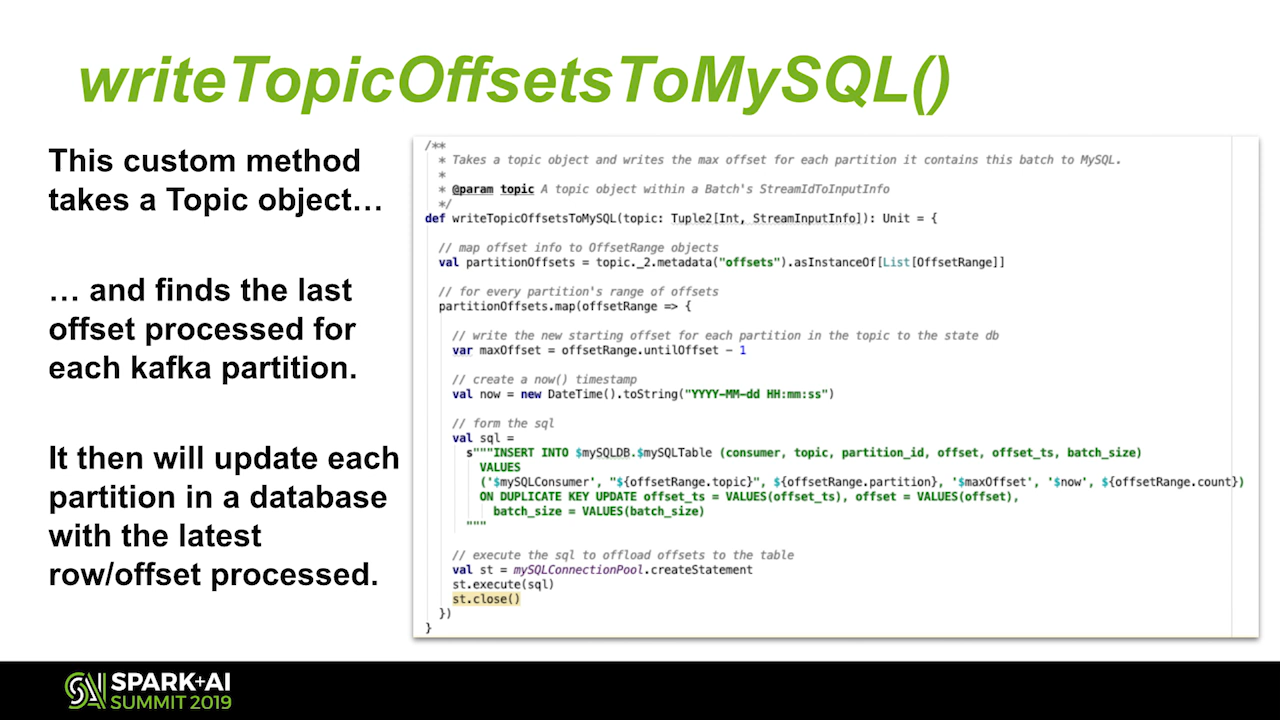 writeTopicOffsetsToMySQL()
This custom method
takes a Topic object…
… and finds the last
offset processed for
each kafka partition.
It then will update each
partition in a database
with the latest
row/offset processed.
/**
* Takes a topic object and writes the max offset for each partition it contains this batch to MySQL.
*
* @param topic A topic object within a Batch's StreamIdToInputInfo
*/
def writeTopicOffsetsToMySQL(topic: Tuple2[Int, StreamInputInfo]): Unit = {
// map offset info to OffsetRange objects
val partitionOffsets = topic._2.metadata("offsets").asInstanceOf[List[OffsetRange]]
// for every partition's range of offsets
partitionOffsets.map(offsetRange => {
// write the new starting offset for each partition in the topic to the state db
var maxOffset = offsetRange.untilOffset - 1
// create a now() timestamp
val now = new DateTime().toString("YYYY-MM-dd HH:mm:ss")
// form the sql
val sql =
s"""INSERT INTO $mySQLDB.$mySQLTable (consumer, topic, partition_id, offset, offset_ts, batch_size)
VALUES
('$mySQLConsumer', "${offsetRange.topic}", ${offsetRange.partition}, '$maxOffset', '$now', ${offsetRange.count})
ON DUPLICATE KEY UPDATE offset_ts = VALUES(offset_ts), offset = VALUES(offset),
batch_size = VALUES(batch_size)
"""
// execute the sql to offload offsets to the table
val st = mySQLConnectionPool.createStatement
st.execute(sql)
st.close()
})
}
SPARK+AI
SUMMIT 2019